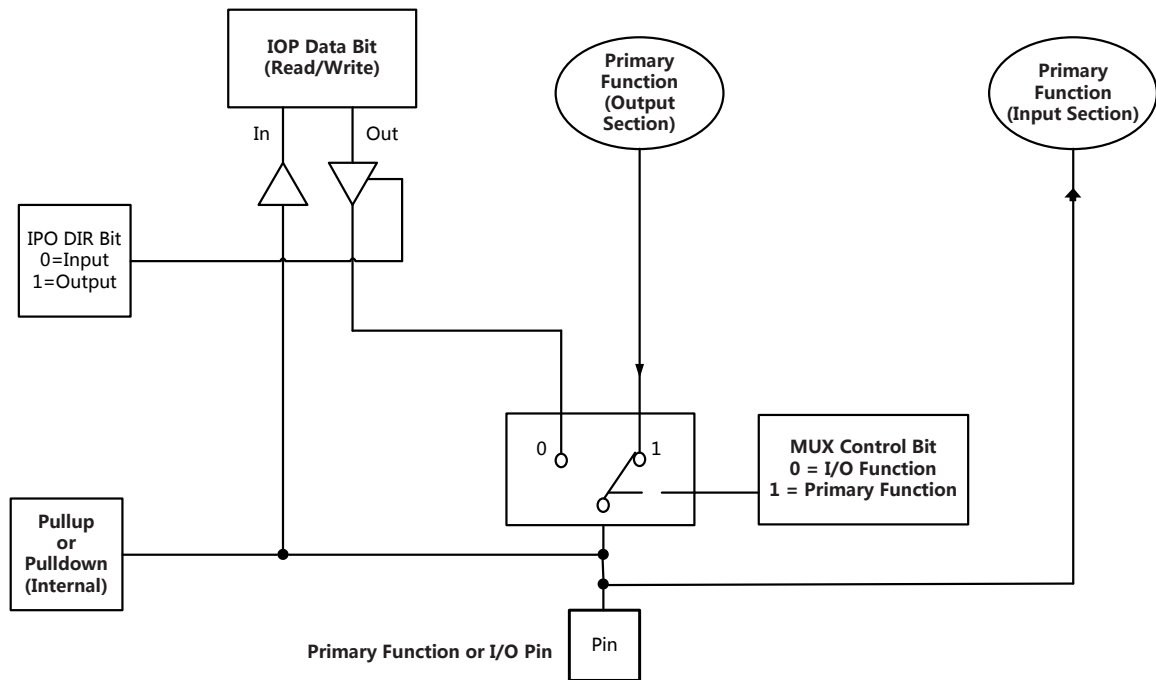 IOP Data Bit
(Read/Write)
In
Out
Primary
Function
(Output
Section)
Primary
Function
(Input Section)
IPO DIR Bit
0=Input
1=Output
0
1
MUX Control Bit
0 = I/O Function
1 = Primary Function
Pullup
or
Pulldown
(Internal)
Primary Function or I/O Pin
Pin